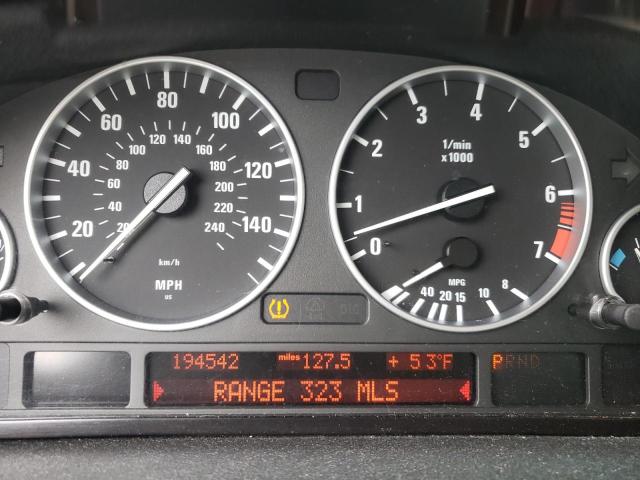 80
60 100
120 140
100 160
40 80 180 120
60 200
40 220
20 20 240 140
km/h
MPH
us
3 4
2 5
1/min
x1000
1 6
0 7
MPG
40 20 15 10 8
194542 miles 127.5 + 53°F PRND
RANGE 323 MLS